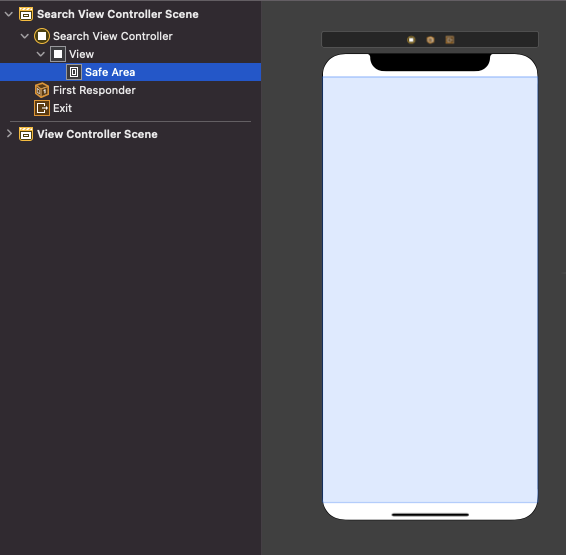 Search View Controller Scene
Search View Controller
View
Safe Area
First Responder
Exit
View Controller Scene